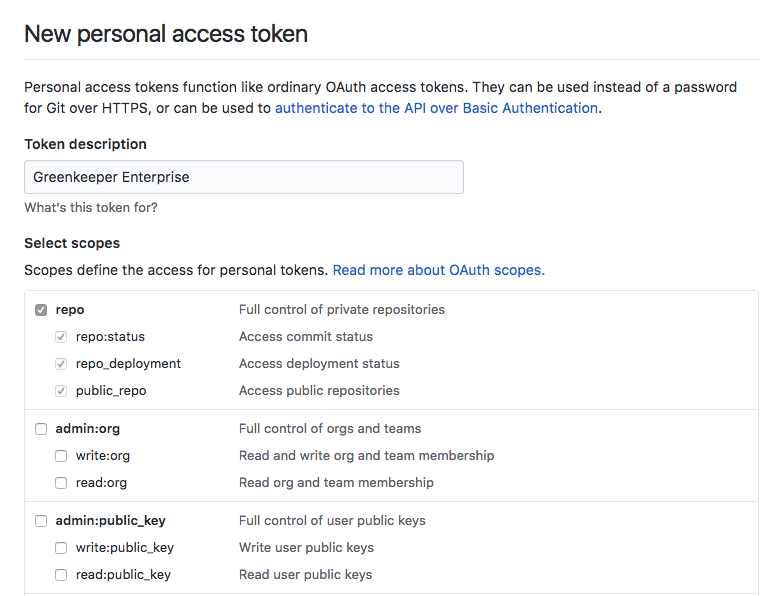 New personal access token
Personal access tokens function like ordinary OAuth access tokens. They can be used instead of a password
for Git over HTTPS, or can be used to authenticate to the API over Basic Authentication.
Token description
Greenkeeper Enterprise
What's this token for?
Select scopes
Scopes define the access for personal tokens. Read more about OAuth scopes.
repo Full control of private repositories
repo:status Access commit status
repo_deployment Access deployment status
public_repo Access public repositories
admin:org Full control of orgs and teams
write:org Read and write org and team membership
read:org Read org and team membership
admin:public_key Full control of user public keys
write:public_key Write user public keys
read:public_key Read user public keys